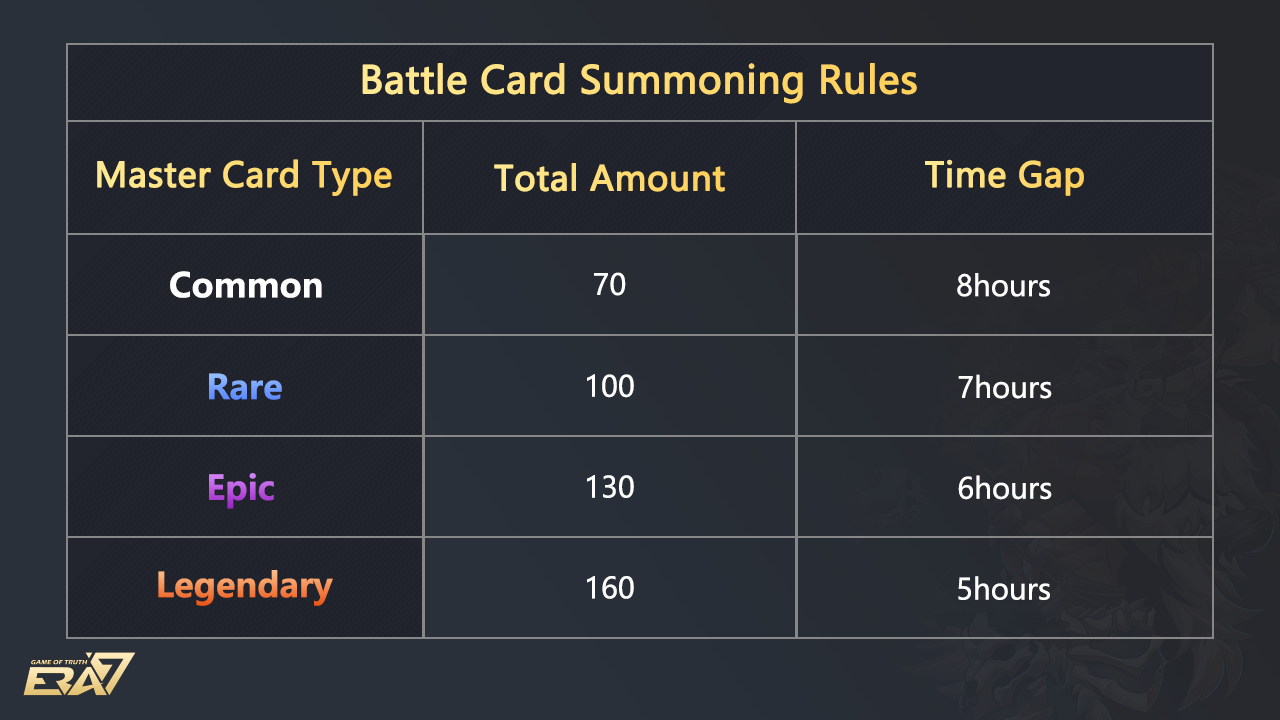 Battle Card Summoning Rules
Master Card Type Total Amount Time Gap
Common 70 8hours
Rare 100 7hours
Epic 130 6hours
Legendary 160 5hours
GAME OF TRUTH
ERA7